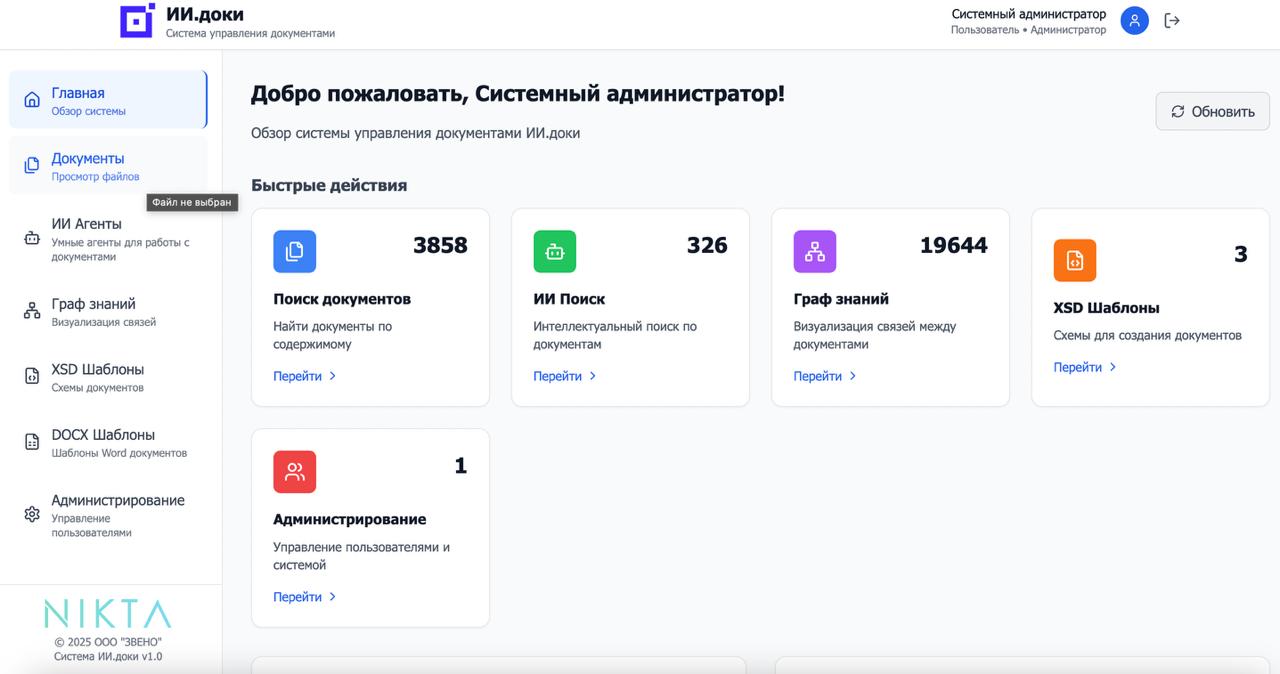 ИИ.доки
Система управления документами
Системный администратор
Пользователь • Администратор
Главная
Обзор системы
Документы
Просмотр файлов
Файл не выбран
ИИ Агенты
Умные агенты для работы с
документами
Граф знаний
Визуализация связей
XSD Шаблоны
Схемы документов
DOCX Шаблоны
Шаблоны Word документов
Администрирование
Управление
пользователями
NIKTA
© 2025 ООО "ЗВЕНО"
Система ИИ.доки v1.0
Добро пожаловать, Системный администратор!
Обзор системы управления документами ИИ.доки
Обновить
Быстрые действия
3858
Поиск документов
Найти документы по
содержимому
Перейти
326
ИИ Поиск
Интеллектуальный поиск по
документам
Перейти
19644
Граф знаний
Визуализация связей между
документами
Перейти
3
XSD Шаблоны
Схемы для создания документов
Перейти
1
Администрирование
Управление пользователями и
системой
Перейти